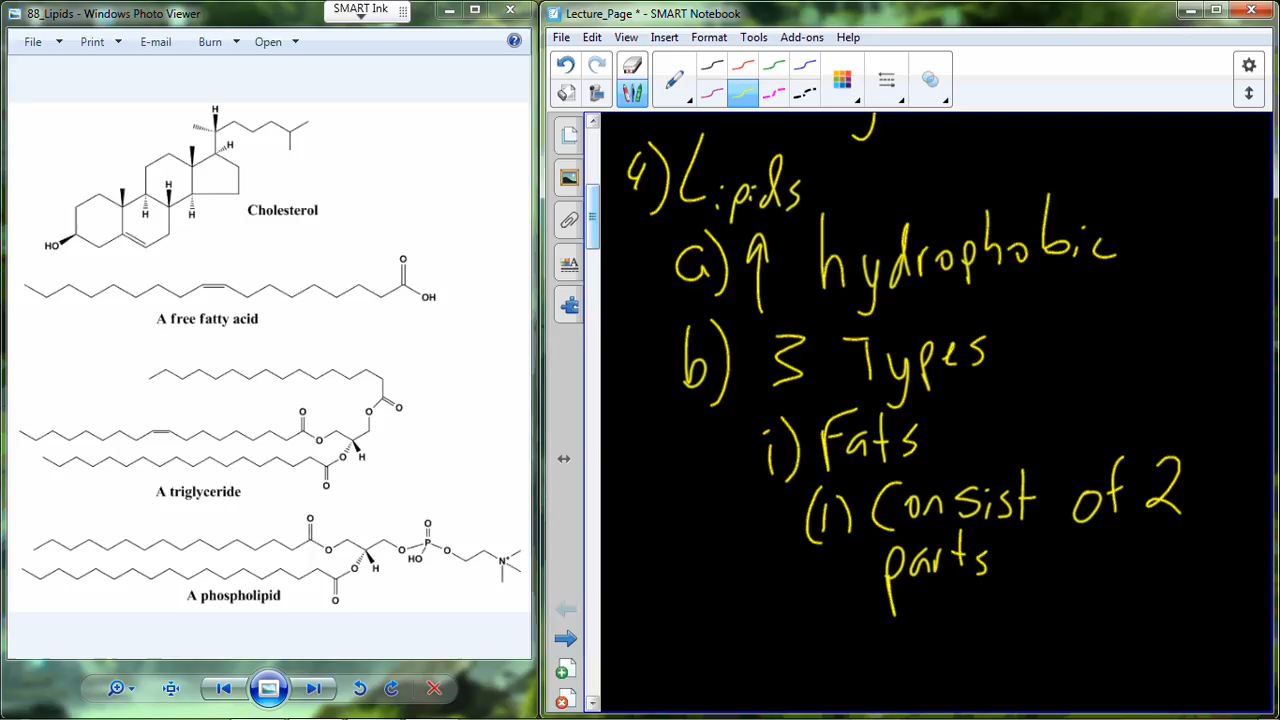 88_Lipids - Windows Photo Viewer
SMART Ink
File Print E-mail Burn Open
H
H
H
H H
HO
Cholesterol
O
OH
A free fatty acid
O
O
O
O
O H
O
A triglyceride
O O
O O P O
HO
O H N+
O
A phospholipid
Lecture_Page * - SMART Notebook
File Edit View Insert Format Tools Add-ons Help
4) Lipids
a) ↑ hydrophobic
b) 3 Types
i) Fats
(1) Consist of 2
parts